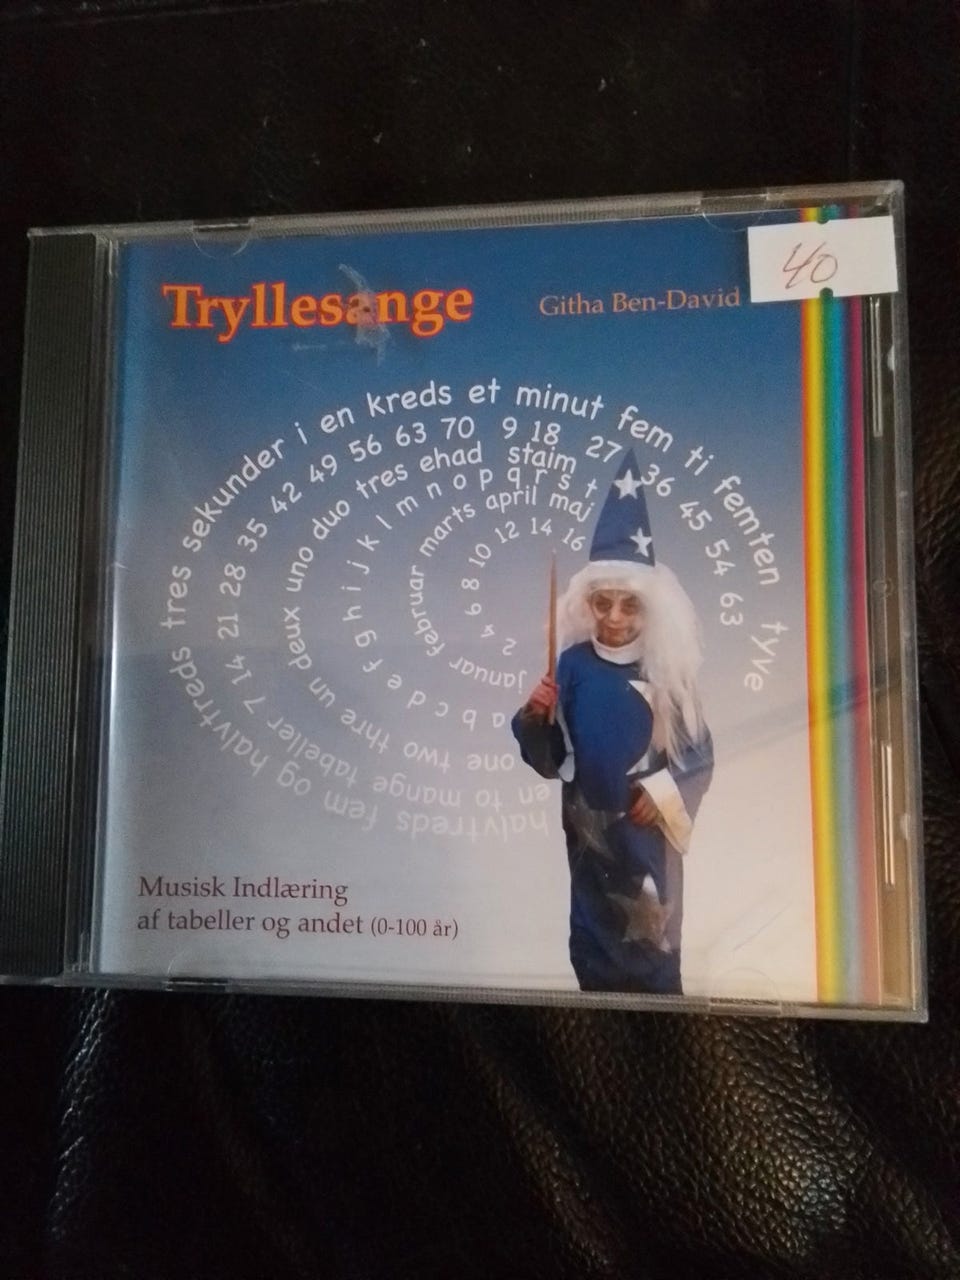 Tryllesange
Githa Ben-David
40
halvtreds fem og halvtreds tres sekunder i en kreds et minut fem ti femten tyve
en to mange tabeller 7 14 21 28 35 42 49 56 63 70 9 18 27 36 45 54 63
one two thre un deux uno duo tres ehad staim
a b c d e f g h i j k l m n o p q r s t
januar februar marts april maj
2 4 6 8 10 12 14 16
Musisk Indlæring
af tabeller og andet (0-100 år)